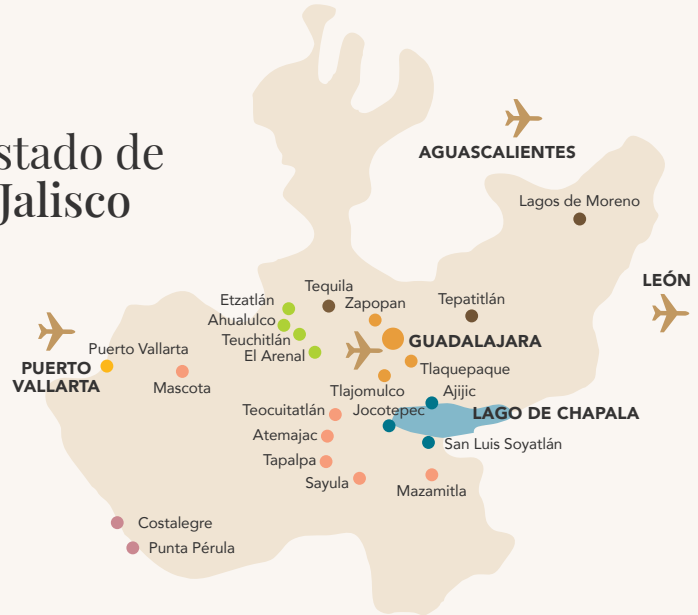 stado de
Jalisco
AGUASCALIENTES
Lagos de Moreno
LEÓN
Tequila
Etzatlán
Zapopan
Tepatitlán
Ahualulco
Teuchitlán
GUADALAJARA
El Arenal
Puerto Vallarta
PUERTO
VALLARTA
Mascota
Tlaquepaque
Tlajomulco
Ajijic
Teocuitatlán
Jocotepec
LAGO DE CHAPALA
Atemajac
San Luis Soyatlán
Tapalpa
Sayula
Mazamitla
Costalegre
Punta Pérula